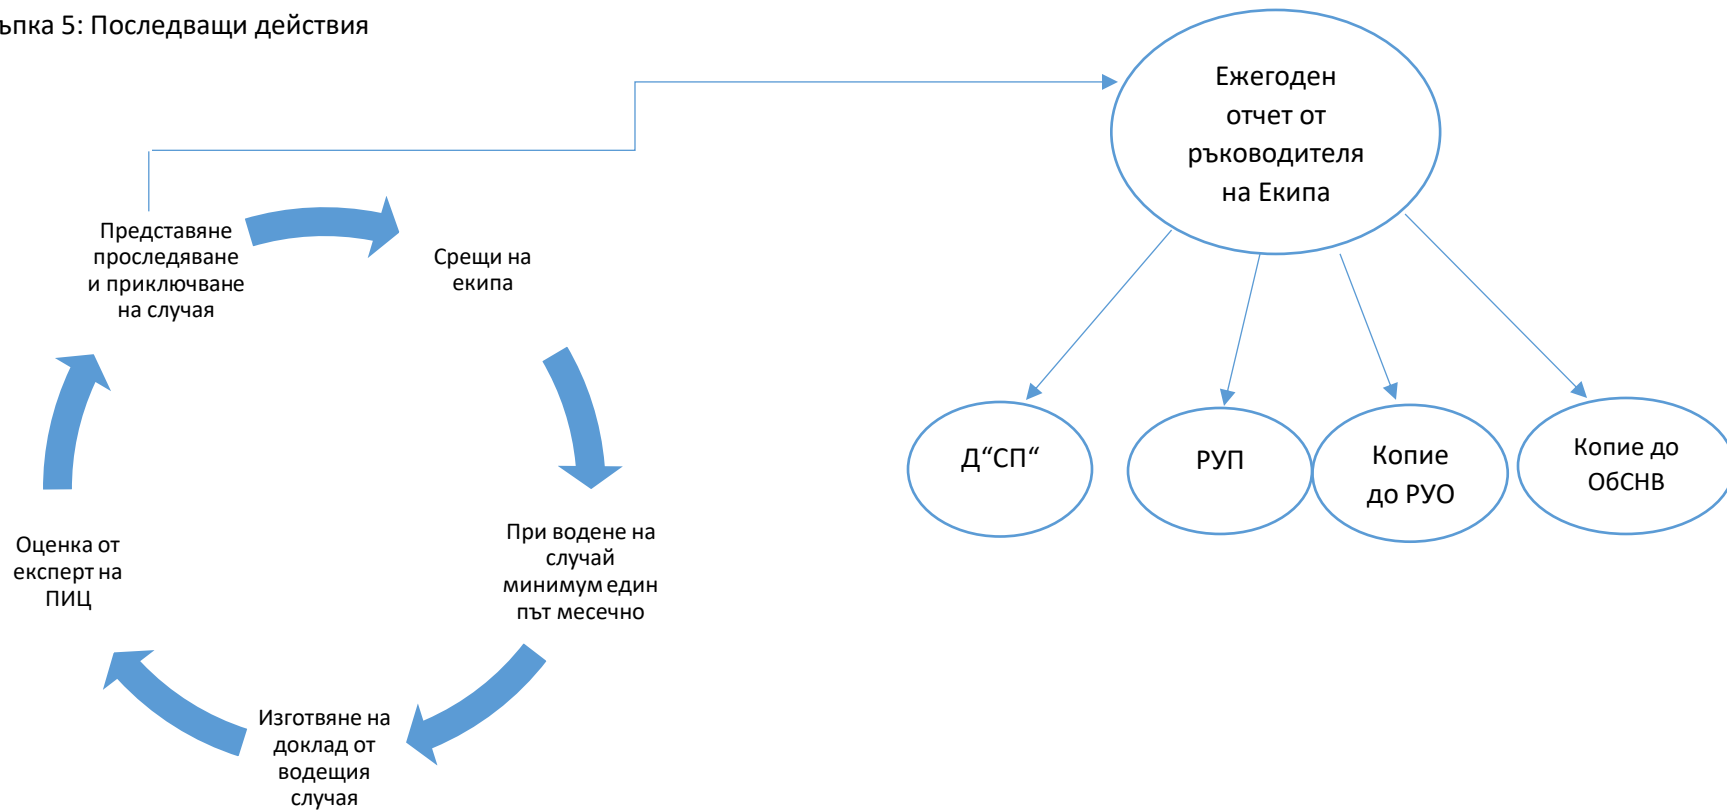 ъпка 5: Последващи действия
Ежегоден
отчет от
ръководителя
на Екипа
Представяне
проследяване
и приключване
на случая
Срещи на
екипа
При водене на
случай
минимум един
път месечно
Изготвяне на
доклад от
водещия
случая
Оценка от
експерт на
ПИЦ
Д“СП“
РУП
Копие
до РУО
Копие до
ОбСНВ